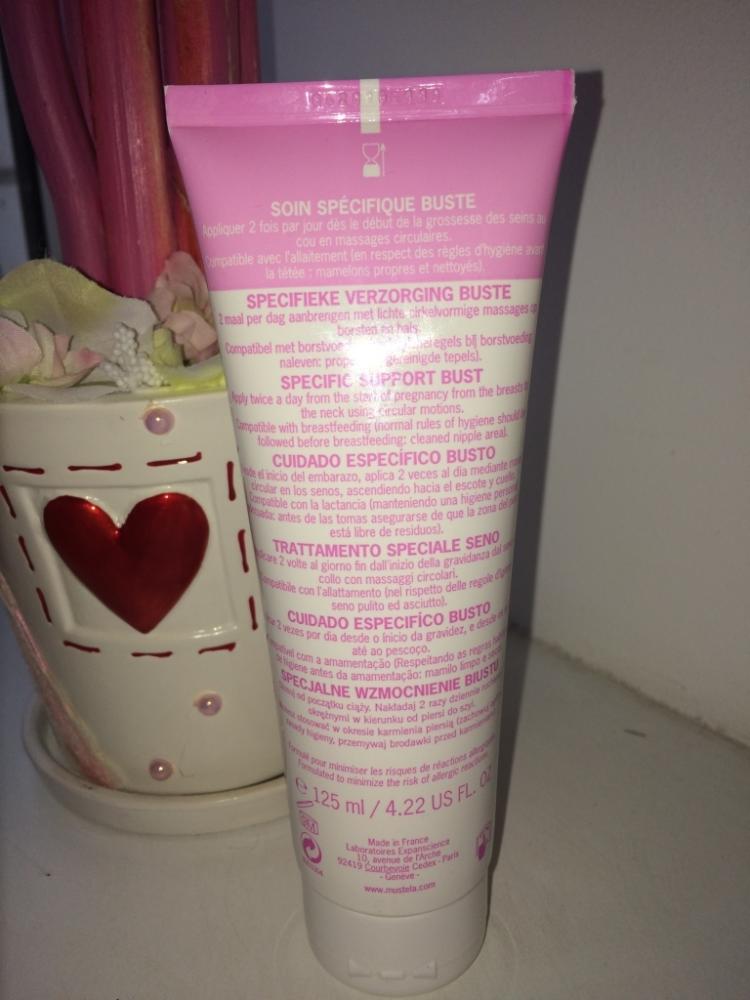 SOIN SPÉCIFIQUE BUSTE
Appliquer 2 fois par jour dès le début de la grossesse des seins au
cou en massages circulaires.
Compatible avec l'allaitement (en respect des règles d'hygiène avant
la tétée : mamelons propres et nettoyés).
SPECIFIEKE VERZORGING BUSTE
2 maal per dag aanbrengen met lichte cirkelvormige massages op
borsten en hals.
Compatibel met borstvoe bij borstvoeding
naleven: gereinigde tepels).
SPECIFIC SUPPORT BUST
Apply twice a day from the start of pregnancy from the breasts to
the neck using circular motions.
Compatible with breastfeeding (normal rules of hygiene should be
followed before breastfeeding: cleaned nipple area).
CUIDADO ESPECÍFICO BUSTO
el inicio del embarazo, aplica 2 veces al día mediante
circular en los senos, ascendiendo hacia el escote y cuello.
Compatible con la lactancia (manteniendo una higiene
antes de las tomas asegurarse de que la zona del
está libre de residuos).
TRATTAMENTO SPECIALE SENO
2 volte al giorno fin dall'inizio della gravidanza dal
collo con massaggi circolari.
Compatibile con l'allattamento (nel rispetto delle regole
seno pulito ed asciutto).
CUIDADO ESPECIFÍCO BUSTO
2 vezes por dia desde o ínicio da gravidez, e desde
até ao pescoço.
com a amamentação (Respeitando as regras
de higiene antes da amamentação: mamilo limpo e
SPECJALNE WZMOCNIENIE BIUSTU
od początku ciąży. Nakładaj 2 razy dziennie
okrężnymi w kierunku od piersi do szyi.
stosować w okresie karmienia piersią
zasady higieny, przemywaj brodawki przed
Formulé pour minimiser les risques de réactions allergiques.
Formulated to minimize the risk of allergic reactions.
℮ 125 ml / 4.22 US FL. OZ
Made in France
Laboratoires Expanscience
10, avenue de l'Arche
92419 Courbevoie Cedex - Paris
- Genève -
www.mustela.com